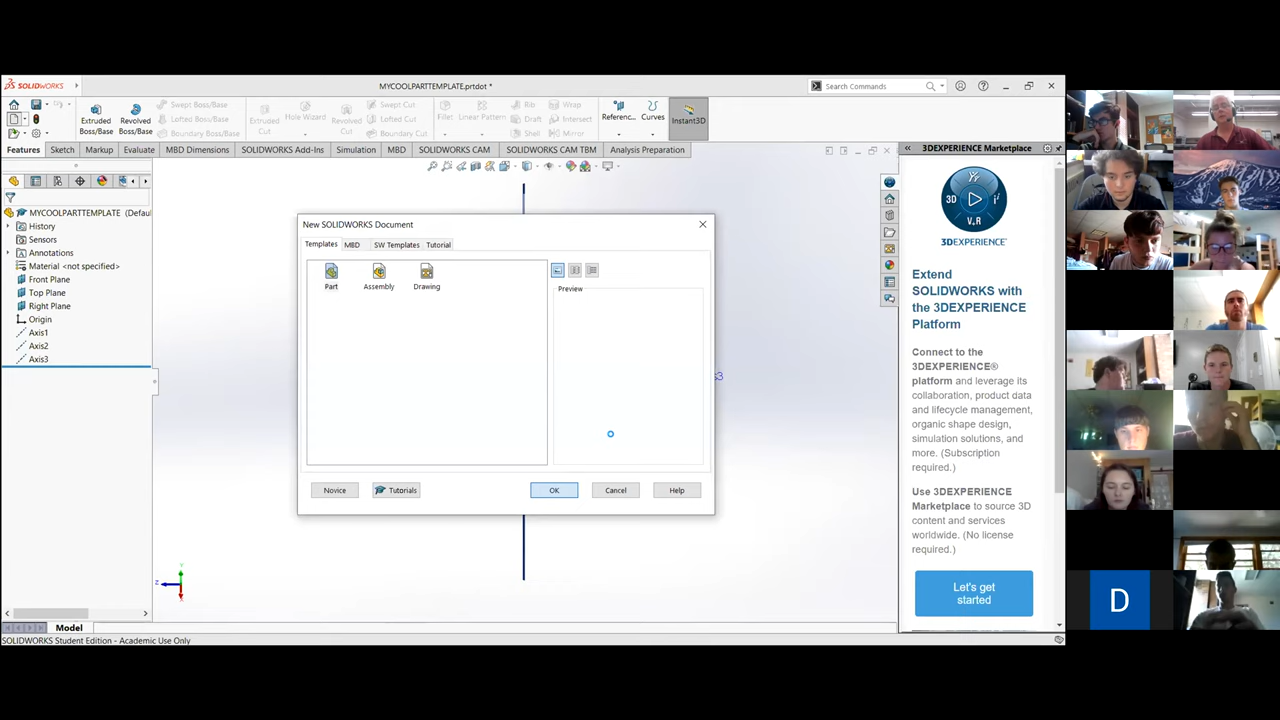 SOLIDWORKS
MYCOOLPARTTEMPLATE.prtdot *
Search Commands
Extruded Boss/Base
Revolved Boss/Base
Swept Boss/Base
Lofted Boss/Base
Boundary Boss/Base
Extruded Cut
Hole Wizard
Revolved Cut
Swept Cut
Lofted Cut
Boundary Cut
Fillet
Linear Pattern
Rib
Draft
Shell
Wrap
Intersect
Mirror
Referenc...
Curves
Instant3D
Features Sketch Markup Evaluate MBD Dimensions SOLIDWORKS Add-Ins Simulation MBD SOLIDWORKS CAM SOLIDWORKS CAM TBM Analysis Preparation
MYCOOLPARTTEMPLATE (Defau
History
Sensors
Annotations
Material <not specified>
Front Plane
Top Plane
Right Plane
Origin
Axis1
Axis2
Axis3
New SOLIDWORKS Document
Templates MBD SW Templates Tutorial
Part Assembly Drawing
Preview
Novice Tutorials OK Cancel Help
s3
Y
Z
X
Model
SOLIDWORKS Student Edition - Academic Use Only
3DEXPERIENCE Marketplace
3D
V.R
3DEXPERIENCE
Extend
SOLIDWORKS with
the 3DEXPERIENCE
Platform
Connect to the
3DEXPERIENCE®
platform and leverage its
collaboration, product data
and lifecycle management,
organic shape design,
simulation solutions, and
more. (Subscription
required.)
Use 3DEXPERIENCE
Marketplace to source 3D
content and services
worldwide. (No license
required.)
Let's get
started
D